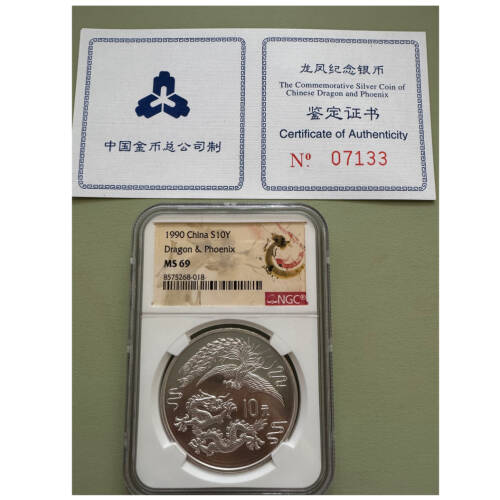 中国金币总公司制
龙凤纪念银币
The Commemorative Silver Coin of
Chinese Dragon and Phoenix
鉴定证书
Certificate of Authenticity
Nº 07133
1990 China S10Y
Dragon & Phoenix
MS 69
8575268-018
NGC®
10元